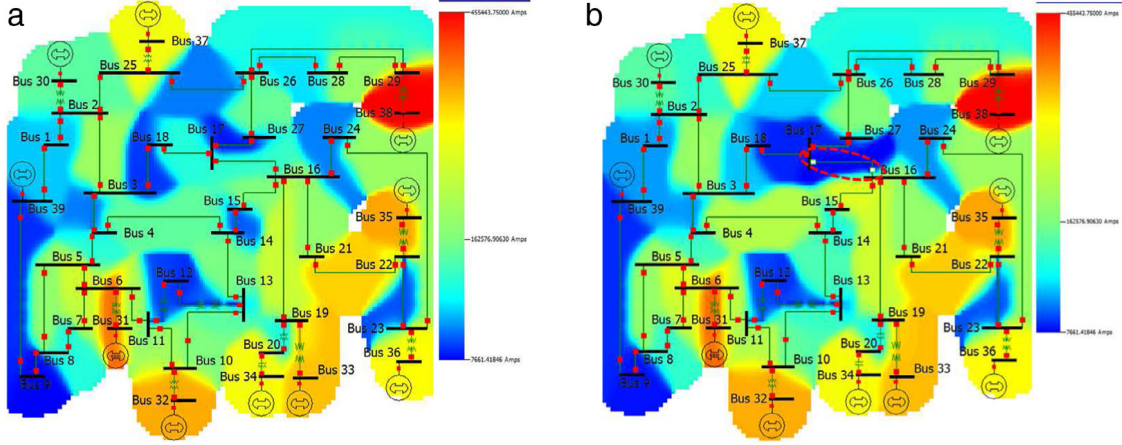 a
Bus 37
Bus 30
Bus 25
Bus 26
Bus 28
Bus 29
Bus 2
Bus 38
Bus 1
Bus 18
Bus 17
Bus 27
Bus 24
Bus 3
Bus 16
Bus 39
Bus 15
Bus 35
Bus 4
Bus 14
Bus 21
Bus 5
Bus 22
Bus 6
Bus 12
Bus 13
Bus 7
Bus 31
Bus 11
Bus 19
Bus 23
Bus 8
Bus 10
Bus 20
Bus 36
Bus 9
Bus 34
Bus 33
Bus 32
455443.75000 Amps
162576.90630 Amps
7661.41846 Amps
b
Bus 37
Bus 30
Bus 25
Bus 26
Bus 28
Bus 29
Bus 2
Bus 38
Bus 1
Bus 18
Bus 17
Bus 27
Bus 24
Bus 3
Bus 16
Bus 39
Bus 15
Bus 35
Bus 4
Bus 14
Bus 21
Bus 5
Bus 22
Bus 6
Bus 12
Bus 13
Bus 7
Bus 31
Bus 11
Bus 19
Bus 23
Bus 8
Bus 10
Bus 20
Bus 36
Bus 9
Bus 34
Bus 33
Bus 32
455443.75000 Amps
162576.90630 Amps
7661.41846 Amps